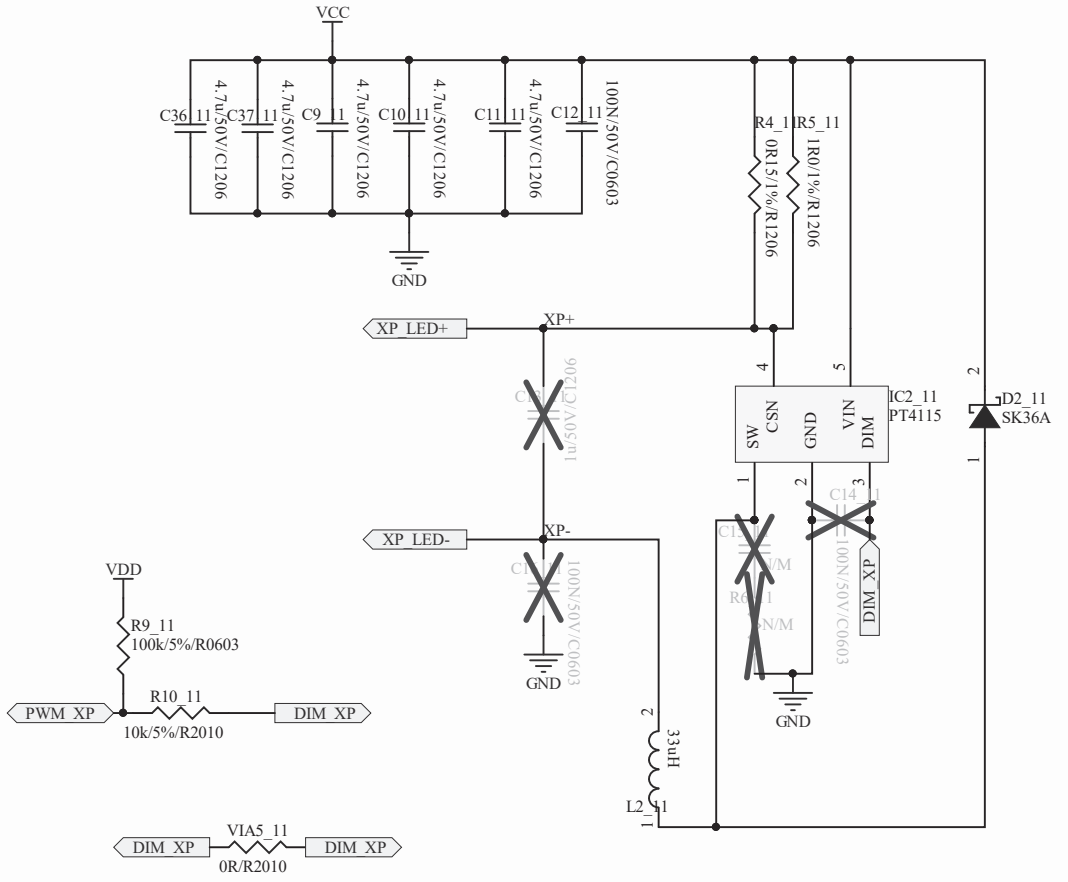 VCC
C36_11
4.7u/50V/C1206
C37_11
4.7u/50V/C1206
C9_11
4.7u/50V/C1206
C10_11
4.7u/50V/C1206
C11_11
4.7u/50V/C1206
C12_11
100N/50V/C0603
R4_11
0R15/1%/R1206
R5_11
1R0/1%/R1206
GND
XP_LED+
XP+
1u/50V/C1206
4
5
CSN
VIN
SW
GND
DIM
IC2_11
PT4115
2
D2_11
SK36A
1
1
2
3
C14_11
100N/50V/C0603
DIM_XP
N/M
N/M
GND
XP_LED-
XP-
100N/50V/C0603
GND
VDD
R9_11
100k/5%/R0603
PWM_XP
R10_11
10k/5%/R2010
DIM_XP
2
33uH
L2_11
1
DIM_XP
VIA5_11
0R/R2010
DIM_XP